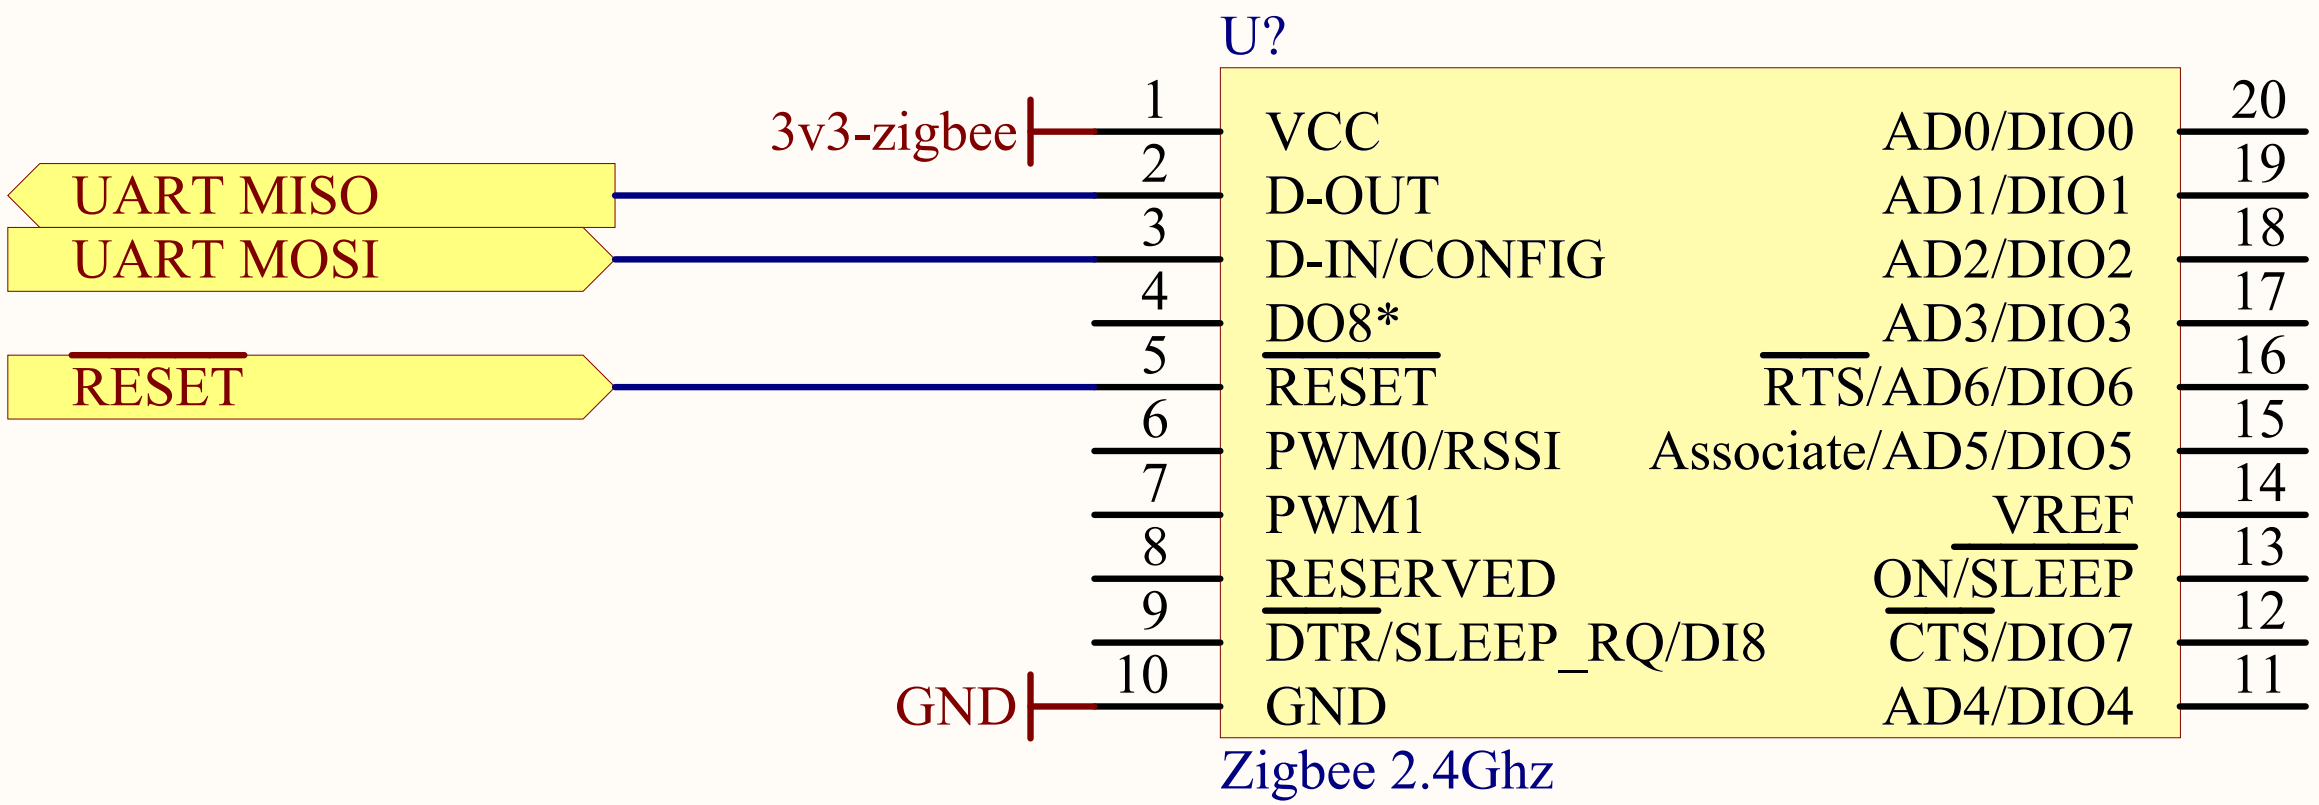 U?
1 VCC AD0/DIO0 20
3v3-zigbee
2 D-OUT AD1/DIO1 19
UART MISO
3 D-IN/CONFIG AD2/DIO2 18
UART MOSI
4 DO8* AD3/DIO3 17
5 RESET RTS/AD6/DIO6 16
RESET
6 PWM0/RSSI Associate/AD5/DIO5 15
7 PWM1 VREF 14
8 RESERVED ON/SLEEP 13
9 DTR/SLEEP_RQ/DI8 CTS/DIO7 12
10 GND AD4/DIO4 11
GND
Zigbee 2.4Ghz